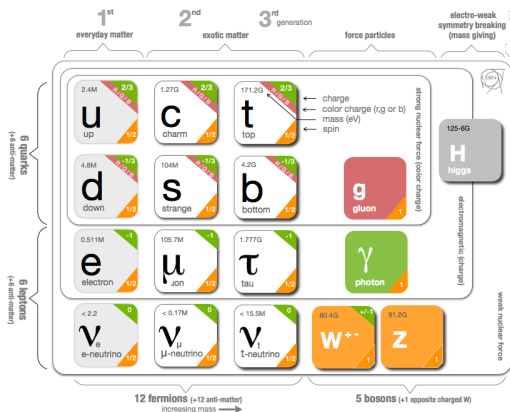 1st
2nd
3rd
generation
everyday matter
exotic matter
force particles
electro-weak
symmetry breaking
(mass giving)
CERN
6 quarks
(+6 anti-matter)
6 leptons
(+6 anti-matter)
2.4M
2/3
R/G/B
u
up
1/2
1.27G
2/3
R/G/B
c
charm
1/2
171.2G
2/3
R/G/B
t
top
1/2
charge
color charge (r,g or b)
mass (eV)
spin
4.8M
-1/3
R/G/B
d
down
1/2
104M
-1/3
R/G/B
s
strange
1/2
4.2G
-1/3
R/G/B
b
bottom
1/2
g
gluon
1
strong nuclear force (color charge)
125-6G
H
higgs
0.511M
-1
e
electron
1/2
105.7M
-1
μ
uon
1/2
1.777G
-1
τ
tau
1/2
γ
photon
1
electromagnetic (charge)
< 2.2
0
νe
e-neutrino
1/2
< 0.17M
0
νμ
μ-neutrino
1/2
< 15.5M
0
νt
t-neutrino
1/2
80.4G
+/-1
W+-
1
91.2G
Z
1
weak nuclear force
12 fermions (+12 anti-matter)
increasing mass
5 bosons (+1 opposite charged W)